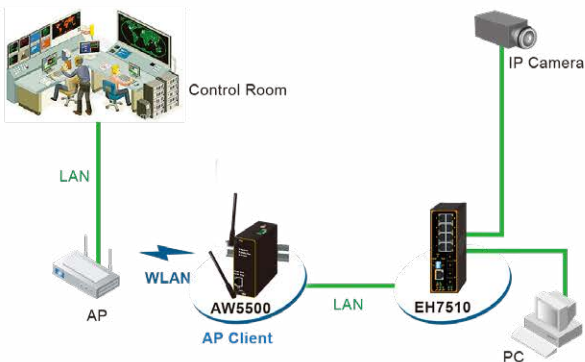 IP Camera
Control Room
LAN
WLAN
AP
AW5500
AP Client
LAN
EH7510
PC